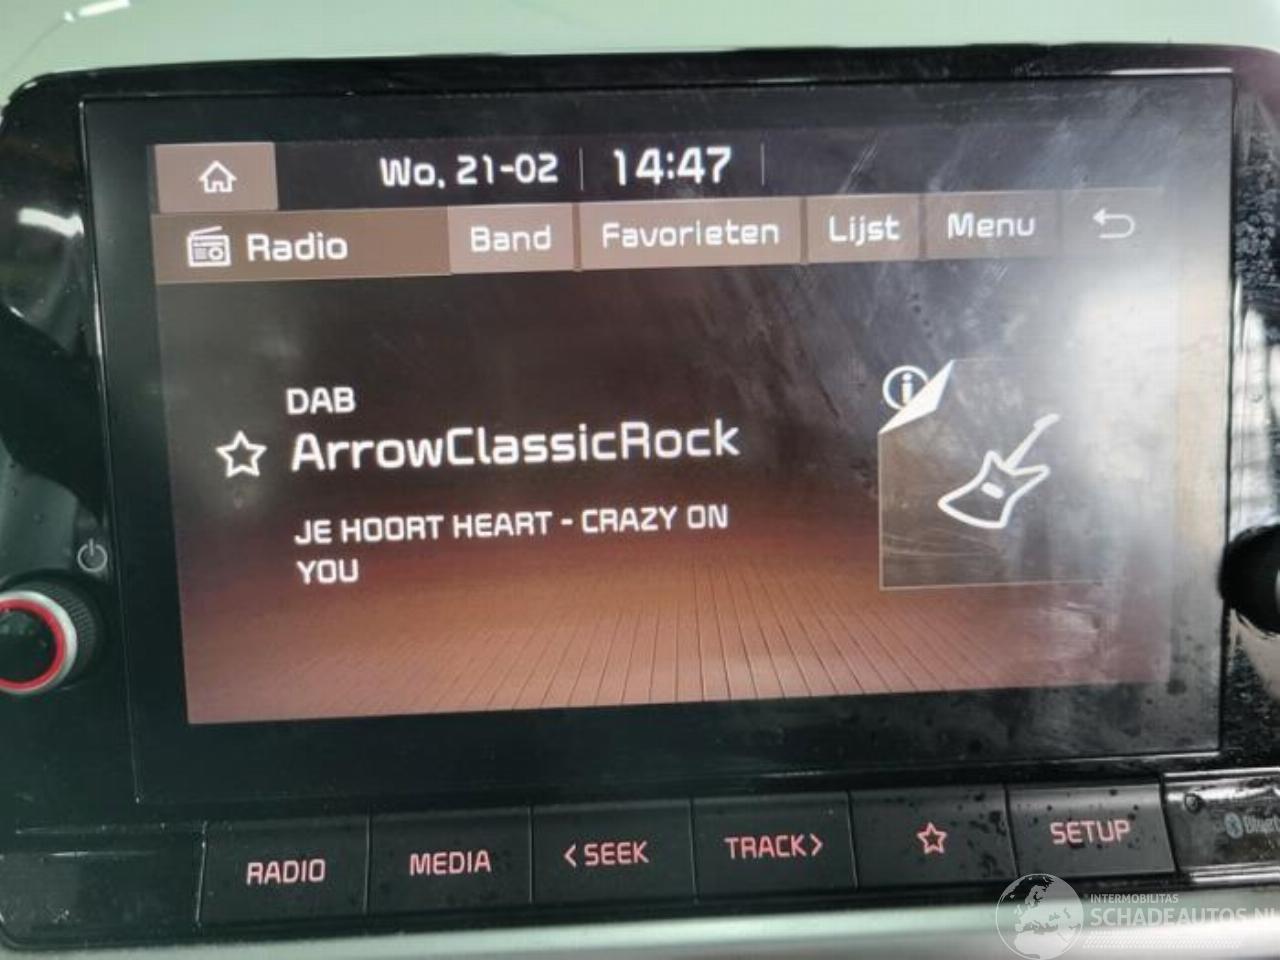 Wo, 21-02 14:47
Radio Band Favorieten Lijst Menu
DAB
ArrowClassicRock
JE HOORT HEART - CRAZY ON
YOU
RADIO MEDIA <SEEK TRACK> SETUP
INTERMOBILITAS
SCHADEAUTOS.NL